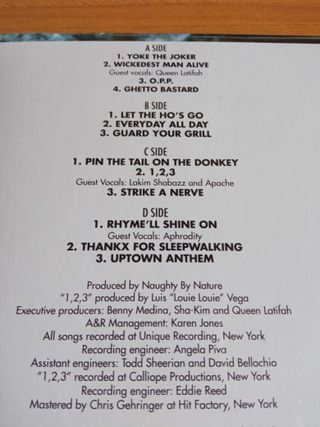 A SIDE
1. YOKE THE JOKER
2. WICKEDEST MAN ALIVE
Guest vocals: Queen Latifah
3. O.P.P.
4. GHETTO BASTARD
B SIDE
1. LET THE HO'S GO
2. EVERYDAY ALL DAY
3. GUARD YOUR GRILL
C SIDE
1. PIN THE TAIL ON THE DONKEY
2. 1,2,3
Guest Vocals: Lakim Shabazz and Apache
3. STRIKE A NERVE
D SIDE
1. RHYME'LL SHINE ON
Guest Vocals: Aphrodity
2. THANKX FOR SLEEPWALKING
3. UPTOWN ANTHEM
Produced by Naughty By Nature
"1,2,3" produced by Luis "Louie Louie" Vega
Executive producers: Benny Medina, Sha-Kim and Queen Latifah
A&R Management: Karen Jones
All songs recorded at Unique Recording, New York
Recording engineer: Angela Piva
Assistant engineers: Todd Sheerian and David Bellochio
"1,2,3" recorded at Calliope Productions, New York
Recording engineer: Eddie Reed
Mastered by Chris Gehringer at Hit Factory, New York